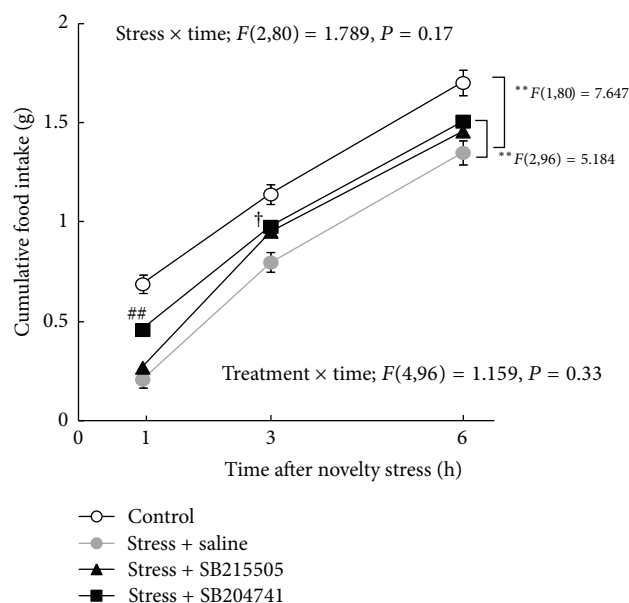 2
Stress × time; F(2,80) = 1.789, P = 0.17
**F(1,80) = 7.647
1.5
**F(2,96) = 5.184
Cumulative food intake (g)
†
1
##
0.5
Treatment × time; F(4,96) = 1.159, P = 0.33
0
0 1 3 6
Time after novelty stress (h)
Control
Stress + saline
Stress + SB215505
Stress + SB204741